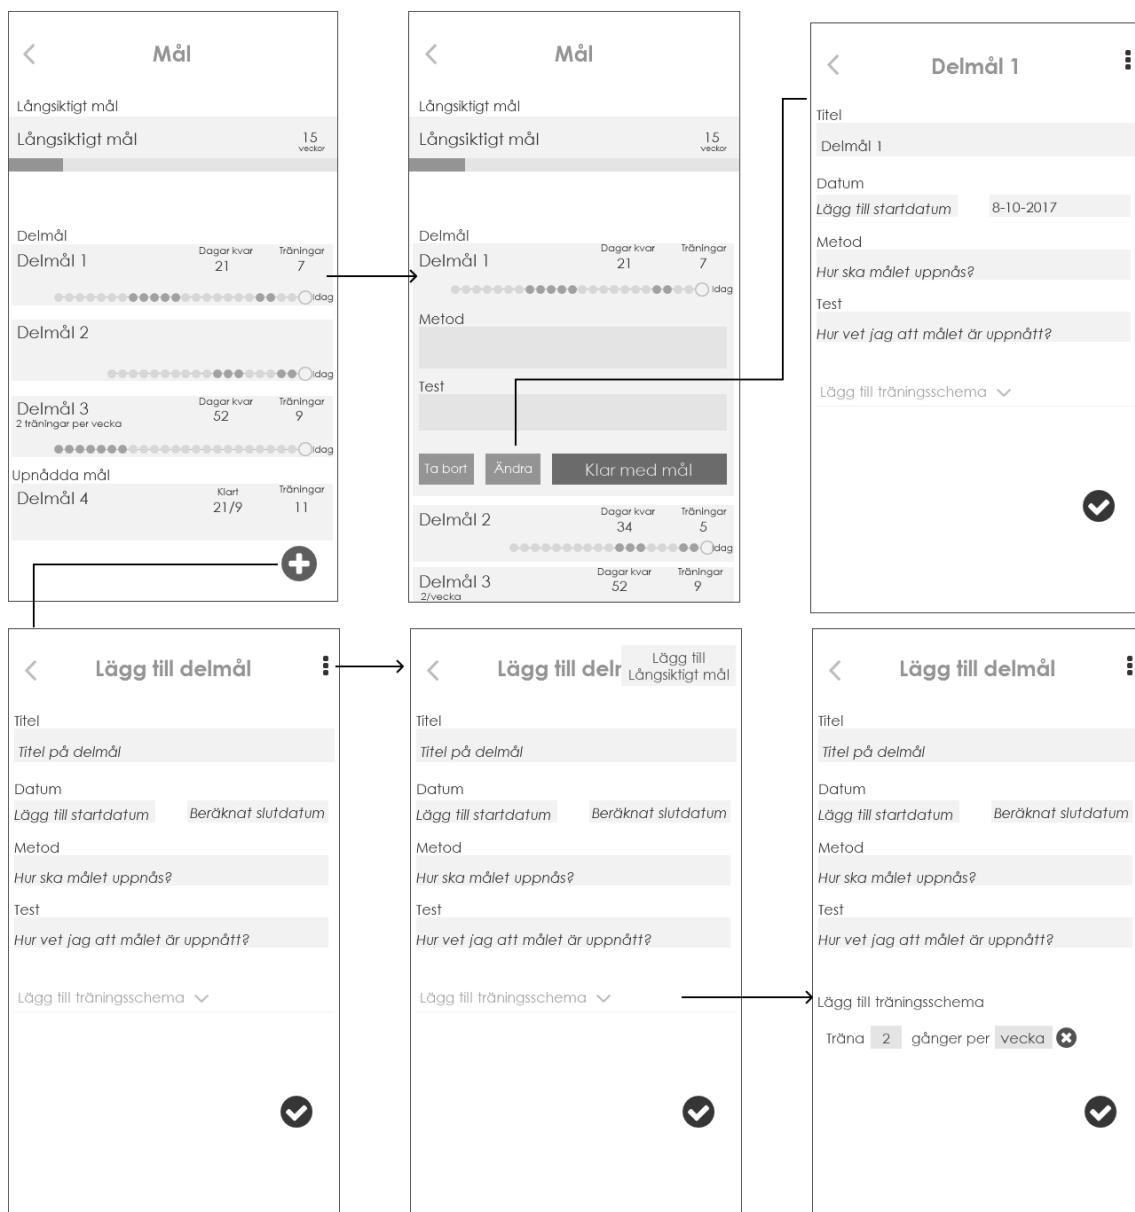 Mål
Långsiktigt mål
Långsiktigt mål 15
veckor
Delmål
Delmål 1 Dagar kvar 21 Träningar 7
Idag
Delmål 2
Idag
Delmål 3 Dagar kvar 52 Träningar 9
2 träningar per vecka
Idag
Upnådda mål
Delmål 4 Klart 21/9 Träningar 11
Mål
Långsiktigt mål
Långsiktigt mål 15
veckor
Delmål
Delmål 1 Dagar kvar 21 Träningar 7
Idag
Metod
Test
Ta bort Ändra Klar med mål
Delmål 2 Dagar kvar 34 Träningar 5
Idag
Delmål 3 Dagar kvar 52 Träningar 9
2/vecka
Delmål 1
Titel
Delmål 1
Datum
Lägg till startdatum 8-10-2017
Metod
Hur ska målet uppnås?
Test
Hur vet jag att målet är uppnått?
Lägg till träningsschema
Lägg till delmål
Titel
Titel på delmål
Datum
Lägg till startdatum Beräknat slutdatum
Metod
Hur ska målet uppnås?
Test
Hur vet jag att målet är uppnått?
Lägg till träningsschema
Lägg till delm
Lägg till
Långsiktigt mål
Titel
Titel på delmål
Datum
Lägg till startdatum Beräknat slutdatum
Metod
Hur ska målet uppnås?
Test
Hur vet jag att målet är uppnått?
Lägg till träningsschema
Lägg till delmål
Titel
Titel på delmål
Datum
Lägg till startdatum Beräknat slutdatum
Metod
Hur ska målet uppnås?
Test
Hur vet jag att målet är uppnått?
Lägg till träningsschema
Träna 2 gånger per vecka